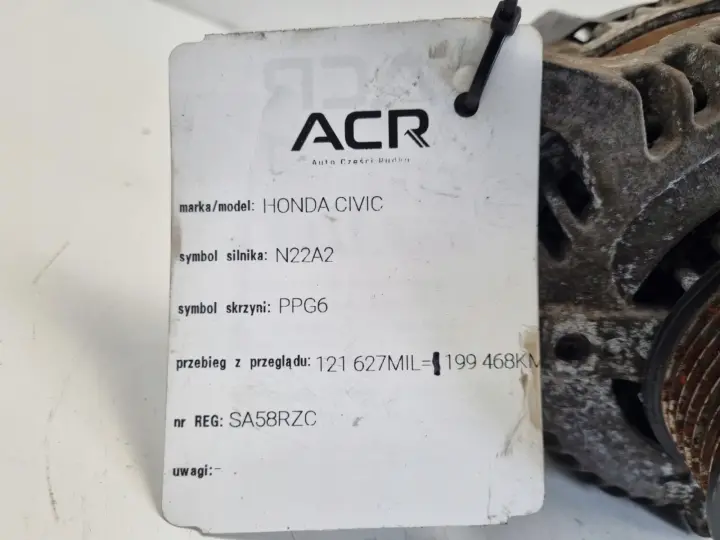 ACR
Auto Części Rudka
marka/model: HONDA CIVIC
symbol silnika: N22A2
symbol skrzyni: PPG6
przebieg z przeglądu: 121 627MIL=199 468KM
nr REG: SA58RZC
uwagi:-